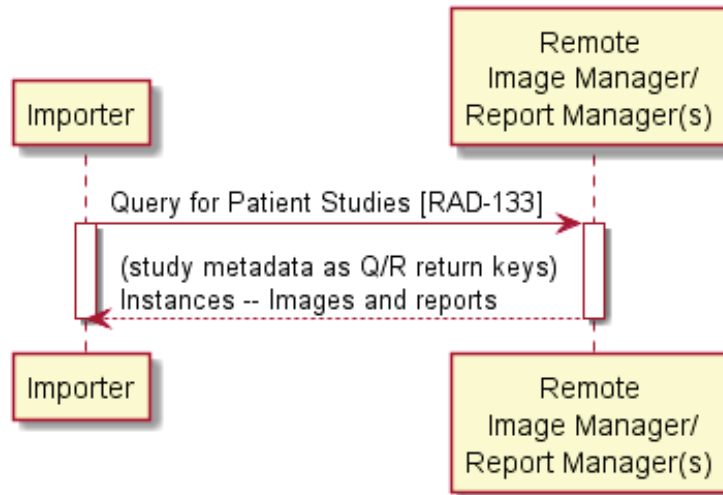 Importer
Remote
Image Manager/
Report Manager(s)
Query for Patient Studies [RAD-133]
(study metadata as Q/R return keys)
Instances -- Images and reports
Importer
Remote
Image Manager/
Report Manager(s)